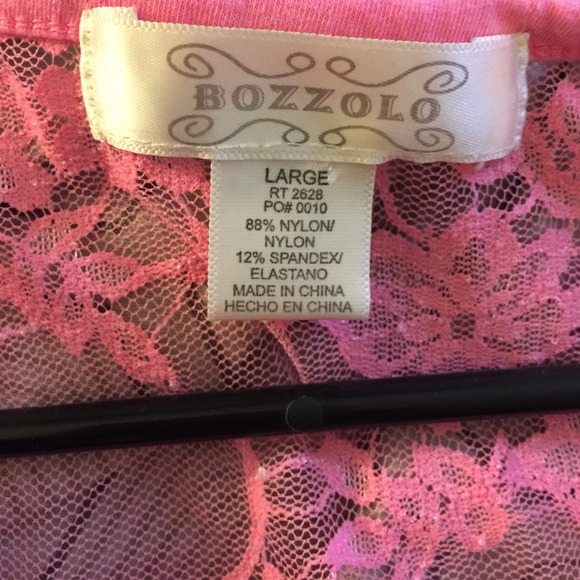 BOZZOLO
LARGE
RT 2628
PO# 0010
88% NYLON/
NYLON
12% SPANDEX/
ELASTANO
MADE IN CHINA
HECHO EN CHINA